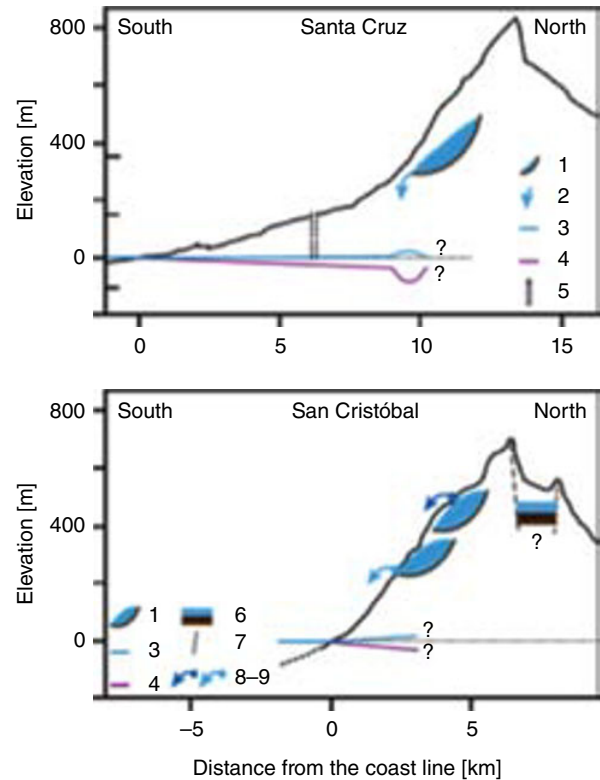 South Santa Cruz North
Elevation [m]
800
400
0
1
2
3
4
5
?
?
0 5 10 15
South San Cristóbal North
Elevation [m]
800
400
0
?
?
?
1 6
3 7
4 8–9
–5 0 5
Distance from the coast line [km]